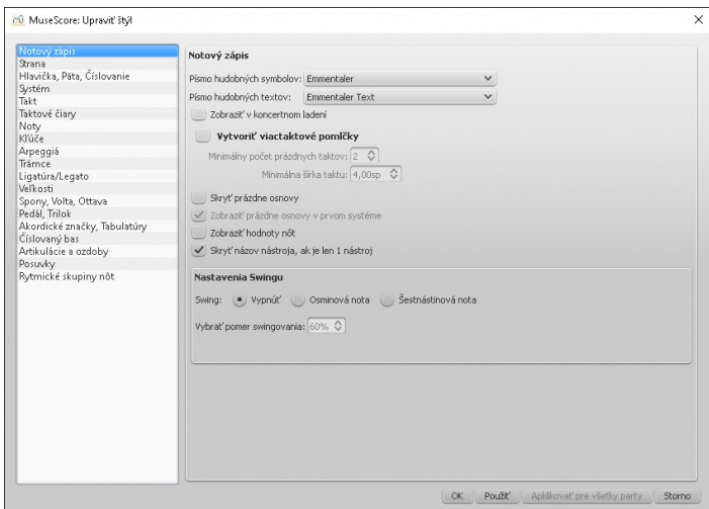 MuseScore: Upraviť štýl
Notový zápis
Strana
Hlavička, Päta, Číslovanie
Systém
Takt
Taktové čiary
Noty
Kľúče
Arpeggiá
Trámce
Ligatúra/Legato
Veľkosti
Spony, Volta, Ottava
Pedál, Trilok
Akordické značky, Tabulatúry
Číslovaný bas
Artikulácie a ozdoby
Posuvky
Rytmické skupiny nôt
Notový zápis
Písmo hudobných symbolov: Emmentaler
Písmo hudobných textov: Emmentaler Text
Zobraziť v koncertnom ladení
Vytvoriť viactaktové pomlčky
Minimálny počet prázdnych taktov: 2
Minimálna šírka taktu: 4,00sp
Skryť prázdne osnovy
Zobraziť prázdne osnovy v prvom systéme
Zobraziť hodnoty nôt
Skryť názov nástroja, ak je len 1 nástroj
Nastavenia Swingu
Swing: Vypnúť Osminová nota Šestnástinová nota
Vybrať pomer swingovania: 60%
OK Použiť Aplikovať pre všetky party Storno